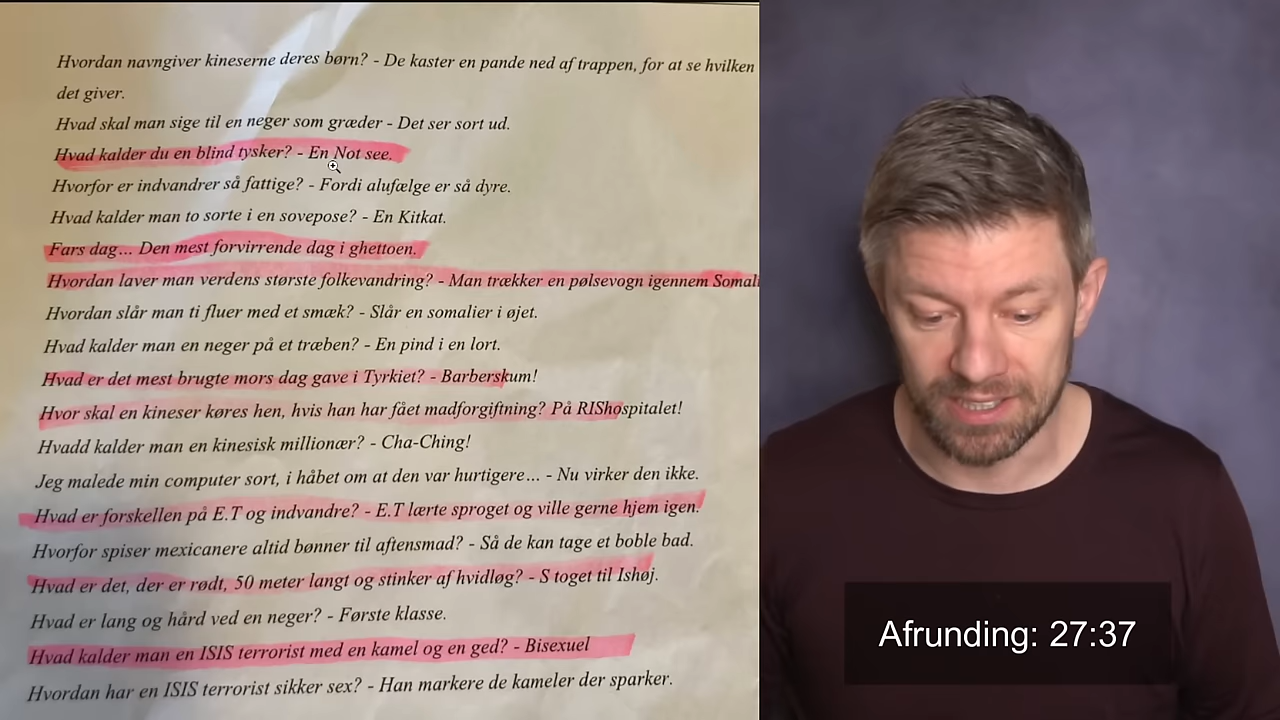 Hvordan navngiver kineserne deres børn? - De kaster en pande ned af trappen, for at se hvilken
det giver.
Hvad skal man sige til en neger som græder - Det ser sort ud.
Hvad kalder du en blind tysker? - En Not see.
Hvorfor er indvandrer så fattige? - Fordi alufælge er så dyre.
Hvad kalder man to sorte i en sovepose? - En Kitkat.
Fars dag... Den mest forvirrende dag i ghettoen.
Hvordan laver man verdens største folkevandring? - Man trækker en pølsevogn igennem Somali
Hvordan slår man ti fluer med et smæk? - Slår en somalier i øjet.
Hvad kalder man en neger på et træben? - En pind i en lort.
Hvad er det mest brugte mors dag gave i Tyrkiet? - Barberskum!
Hvor skal en kineser køres hen, hvis han har fået madforgiftning? På RIShospitalet!
Hvadd kalder man en kinesisk millionær? - Cha-Ching!
Jeg malede min computer sort, i håbet om at den var hurtigere... - Nu virker den ikke.
Hvad er forskellen på E.T og indvandre? - E.T lærte sproget og ville gerne hjem igen.
Hvorfor spiser mexicanere altid bønner til aftensmad? - Så de kan tage et boble bad.
Hvad er det, der er rødt, 50 meter langt og stinker af hvidløg? - S toget til Ishøj.
Hvad er lang og hård ved en neger? - Første klasse.
Hvad kalder man en ISIS terrorist med en kamel og en ged? - Bisexuel
Hvordan har en ISIS terrorist sikker sex? - Han markere de kameler der sparker.
Afrunding: 27:37